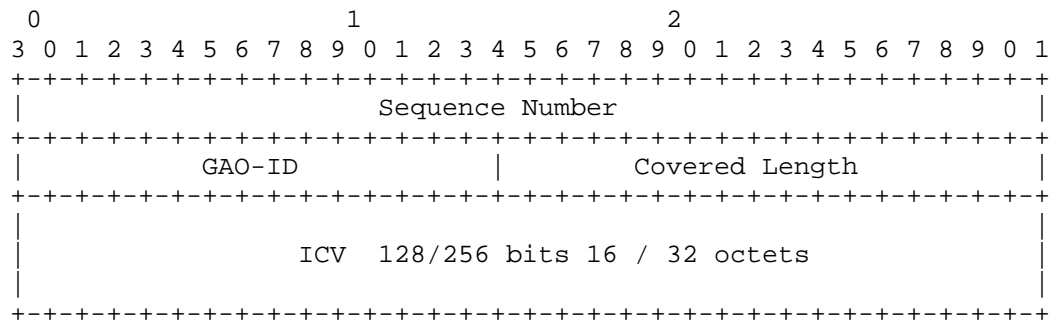 0 1 2
3 0 1 2 3 4 5 6 7 8 9 0 1 2 3 4 5 6 7 8 9 0 1 2 3 4 5 6 7 8 9 0 1
+-+-+-+-+-+-+-+-+-+-+-+-+-+-+-+-+-+-+-+-+-+-+-+-+-+-+-+-+-+-+-+-+
| Sequence Number |
+-+-+-+-+-+-+-+-+-+-+-+-+-+-+-+-+-+-+-+-+-+-+-+-+-+-+-+-+-+-+-+-+
| GAO-ID | Covered Length |
+-+-+-+-+-+-+-+-+-+-+-+-+-+-+-+-+-+-+-+-+-+-+-+-+-+-+-+-+-+-+-+-+
| |
| ICV 128/256 bits 16 / 32 octets |
| |
+-+-+-+-+-+-+-+-+-+-+-+-+-+-+-+-+-+-+-+-+-+-+-+-+-+-+-+-+-+-+-+-+